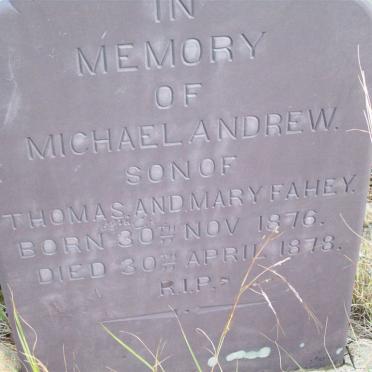 IN
MEMORY
OF
MICHAEL ANDREW.
SON OF
THOMAS AND MARY FAHEY.
BORN 30TH NOV 1876.
DIED 30TH APRIL 1878.
R.I.P.